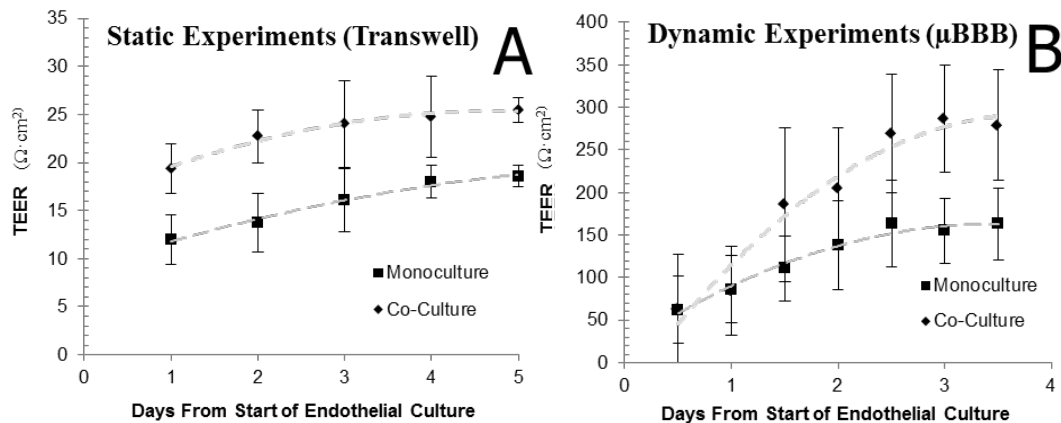 Static Experiments (Transwell)
A
35
30
25
20
15
10
5
0
TEER (Ω·cm²)
Monoculture
Co-Culture
0 1 2 3 4 5
Days From Start of Endothelial Culture
Dynamic Experiments (µBBB)
B
400
350
300
250
200
150
100
50
0
TEER (Ω·cm²)
Monoculture
Co-Culture
0 1 2 3 4
Days From Start of Endothelial Culture